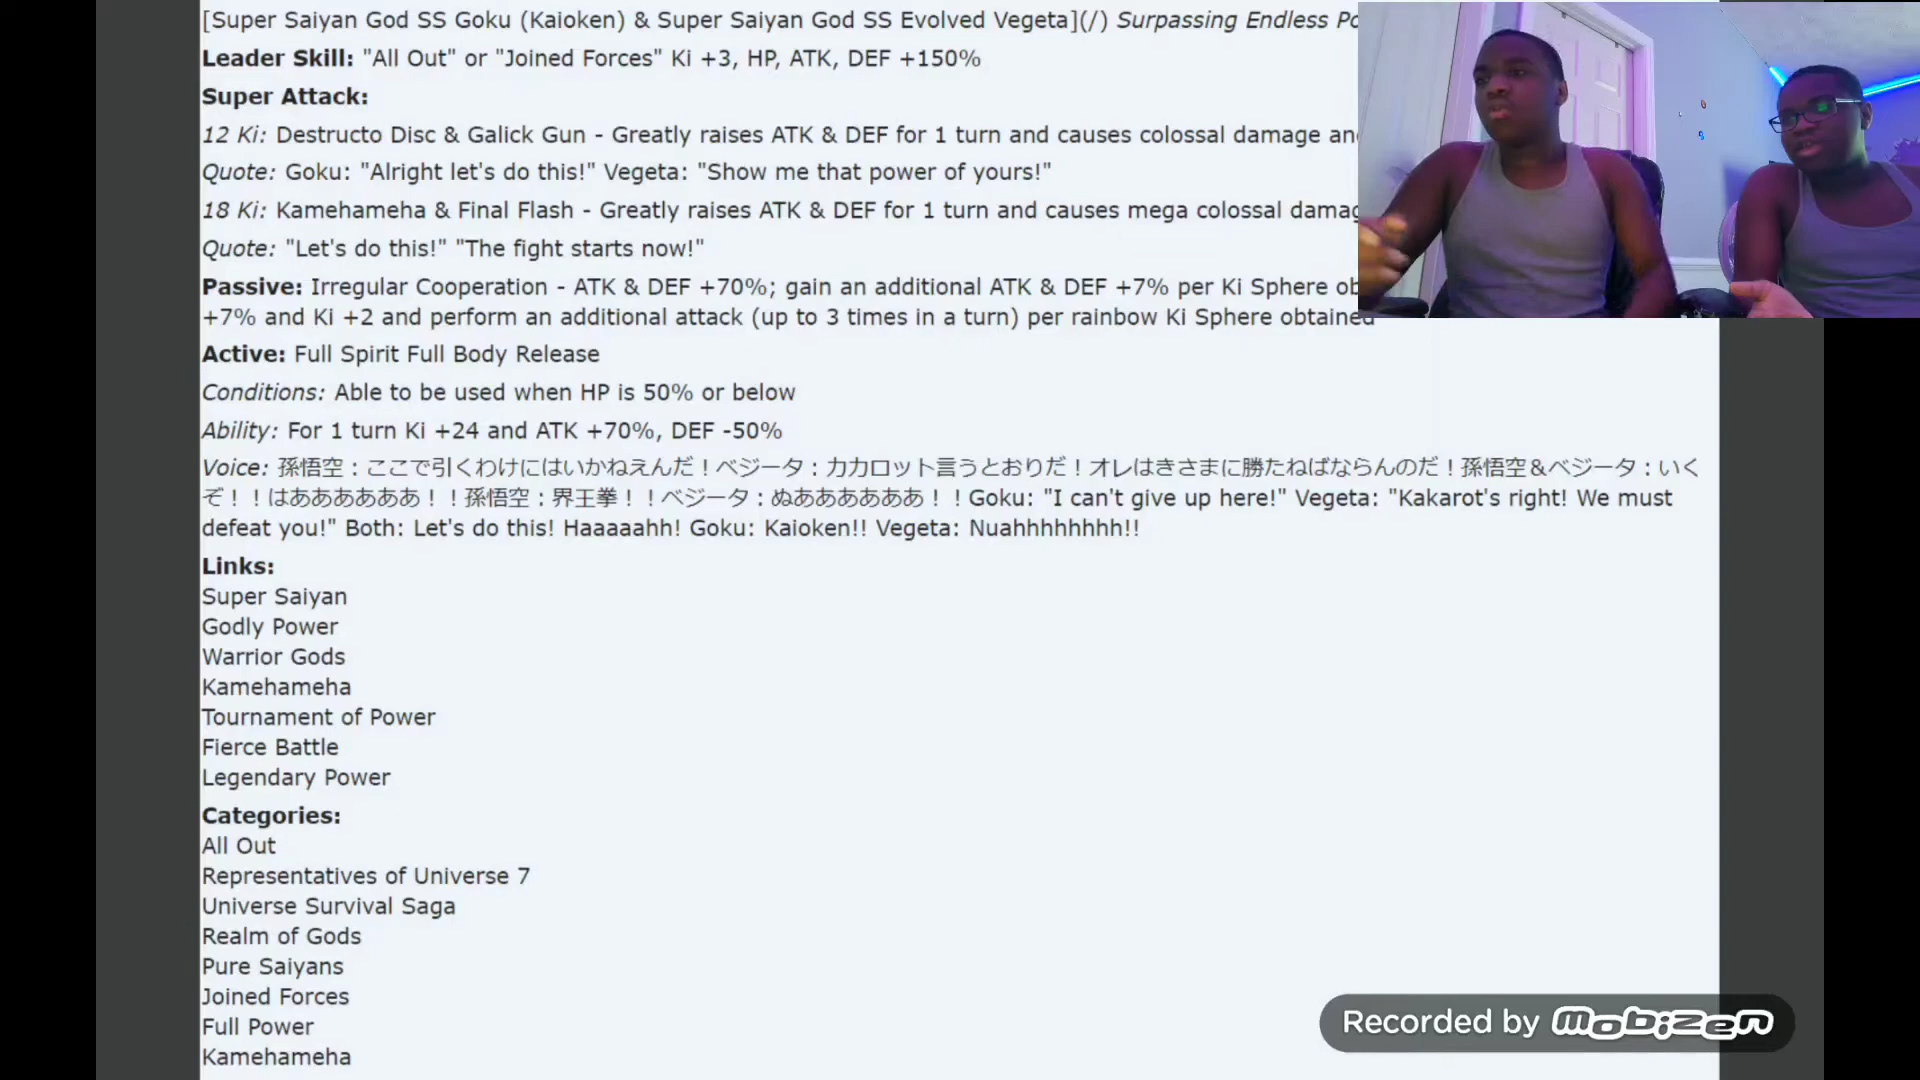 [Super Saiyan God SS Goku (Kaioken) & Super Saiyan God SS Evolved Vegeta](/) Surpassing Endless
Leader Skill: "All Out" or "Joined Forces" Ki +3, HP, ATK, DEF +150%
Super Attack:
12 Ki: Destructo Disc & Galick Gun - Greatly raises ATK & DEF for 1 turn and causes colossal damage
Quote: Goku: "Alright let's do this!" Vegeta: "Show me that power of yours!"
18 Ki: Kamehameha & Final Flash - Greatly raises ATK & DEF for 1 turn and causes mega colossal
Quote: "Let's do this!" "The fight starts now!"
Passive: Irregular Cooperation - ATK & DEF +70%; gain an additional ATK & DEF +7% per Ki Sphere
+7% and Ki +2 and perform an additional attack (up to 3 times in a turn) per rainbow Ki Sphere obtained
Active: Full Spirit Full Body Release
Conditions: Able to be used when HP is 50% or below
Ability: For 1 turn Ki +24 and ATK +70%, DEF -50%
Voice: 孫悟空：ここで引くわけにはいかねえんだ！ベジータ：カカロット言うとおりだ！オレはきさまに勝たねばならんのだ！孫悟空＆ベジータ：いく
ぞ！！はああああああ！！孫悟空：界王拳！！ベジータ：ぬああああああ！！Goku: "I can't give up here!" Vegeta: "Kakarot's right! We must
defeat you!" Both: Let's do this! Haaaaahh! Goku: Kaioken!! Vegeta: Nuahhhhhhhh!!
Links:
Super Saiyan
Godly Power
Warrior Gods
Kamehameha
Tournament of Power
Fierce Battle
Legendary Power
Categories:
All Out
Representatives of Universe 7
Universe Survival Saga
Realm of Gods
Pure Saiyans
Joined Forces
Full Power
Kamehameha
Recorded by Mobizen